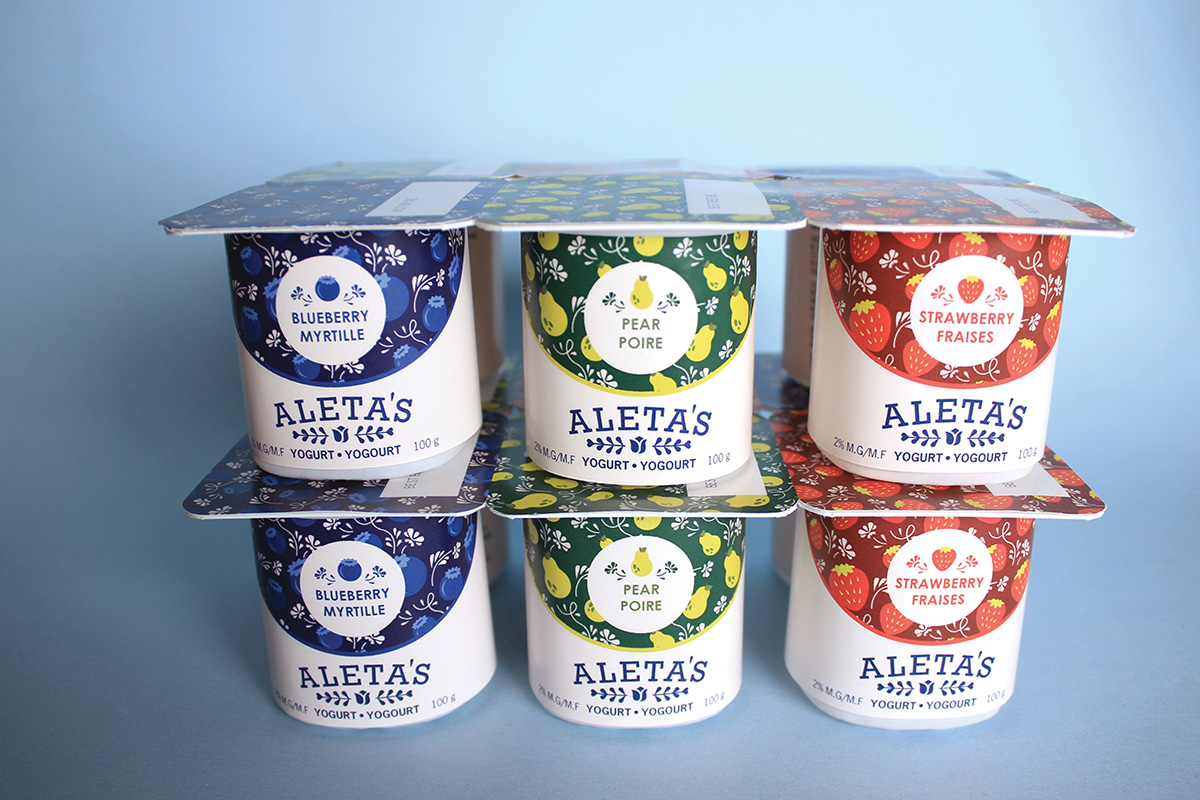 BLUEBERRY
MYRTILLE
ALETA'S
M.G/M.F YOGURT • YOGOURT 100 g
PEAR
POIRE
ALETA'S
2% M.G/M.F YOGURT • YOGOURT 100 g
STRAWBERRY
FRAISES
ALETA'S
2% M.G/M.F YOGURT • YOGOURT 100 g
BLUEBERRY
MYRTILLE
ALETA'S
2% M.G/M.F YOGURT • YOGOURT 100 g
PEAR
POIRE
ALETA'S
2% M.G/M.F YOGURT • YOGOURT 100 g
STRAWBERRY
FRAISES
ALETA'S
2% M.G/M.F YOGURT • YOGOURT 100 g